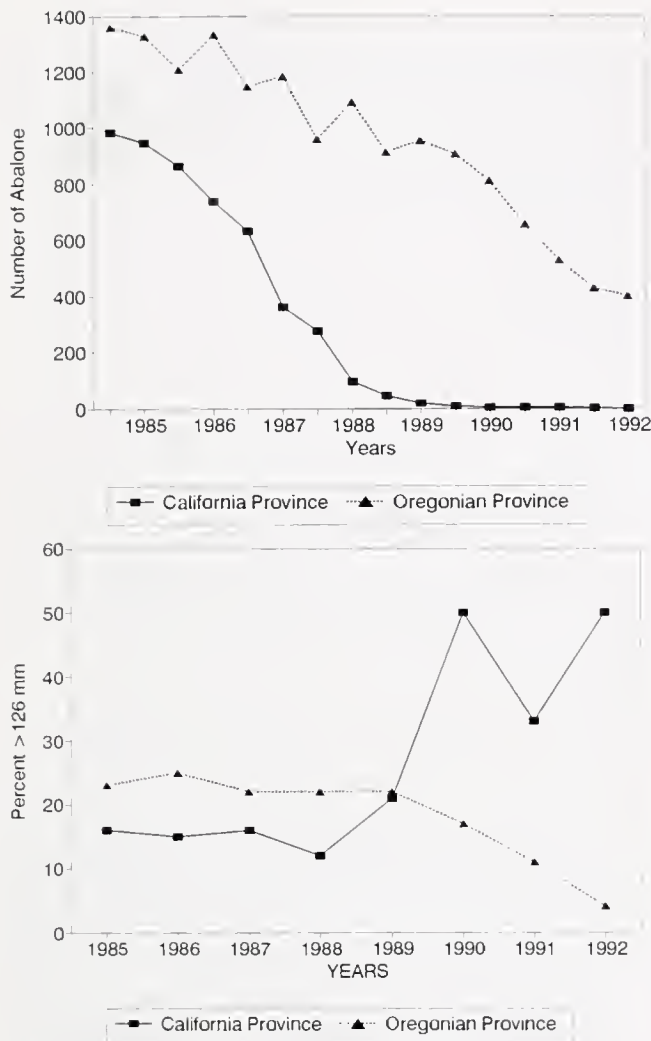 1400
1200
1000
800
600
400
200
0
Number of Abalone
1985 1986 1987 1988 1989 1990 1991 1992
Years
California Province Oregonian Province
60
50
40
30
20
10
0
Percent >126 mm
1985 1986 1987 1988 1989 1990 1991 1992
YEARS
California Province Oregonian Province